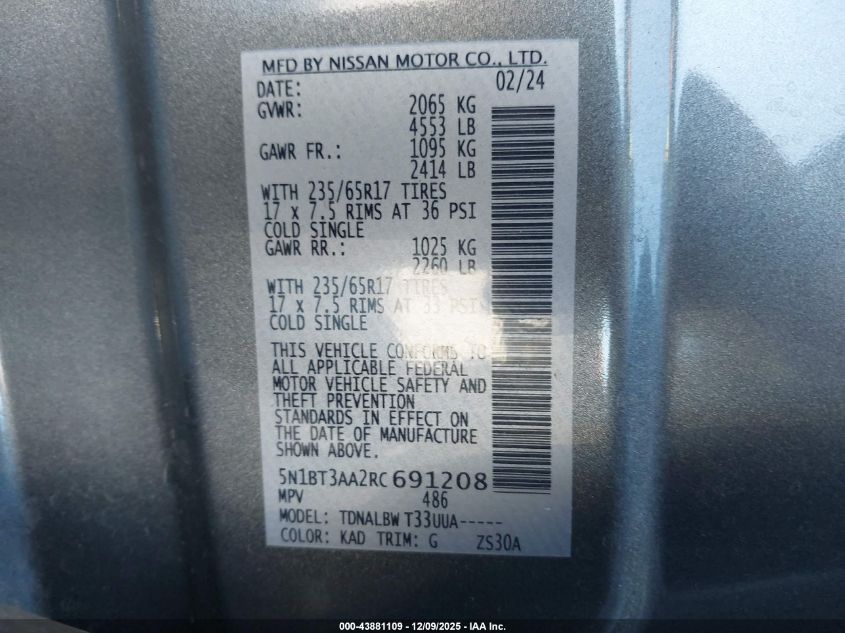 MFD BY NISSAN MOTOR CO., LTD.
DATE: 02/24
GVWR: 2065 KG
4553 LB
GAWR FR.: 1095 KG
2414 LB
WITH 235/65R17 TIRES
17 x 7.5 RIMS AT 36 PSI
COLD SINGLE
GAWR RR.: 1025 KG
2260 LB
WITH 235/65R17 TIRES
17 x 7.5 RIMS AT 33 PSI
COLD SINGLE
THIS VEHICLE CONFORMS TO
ALL APPLICABLE FEDERAL
MOTOR VEHICLE SAFETY AND
THEFT PREVENTION
STANDARDS IN EFFECT ON
THE DATE OF MANUFACTURE
SHOWN ABOVE.
5N1BT3AA2RC691208
MPV 486
MODEL: TDNALBW T33UUA-----
COLOR: KAD TRIM: G ZS30A
000-43881109 - 12/09/2025 - IAA Inc.